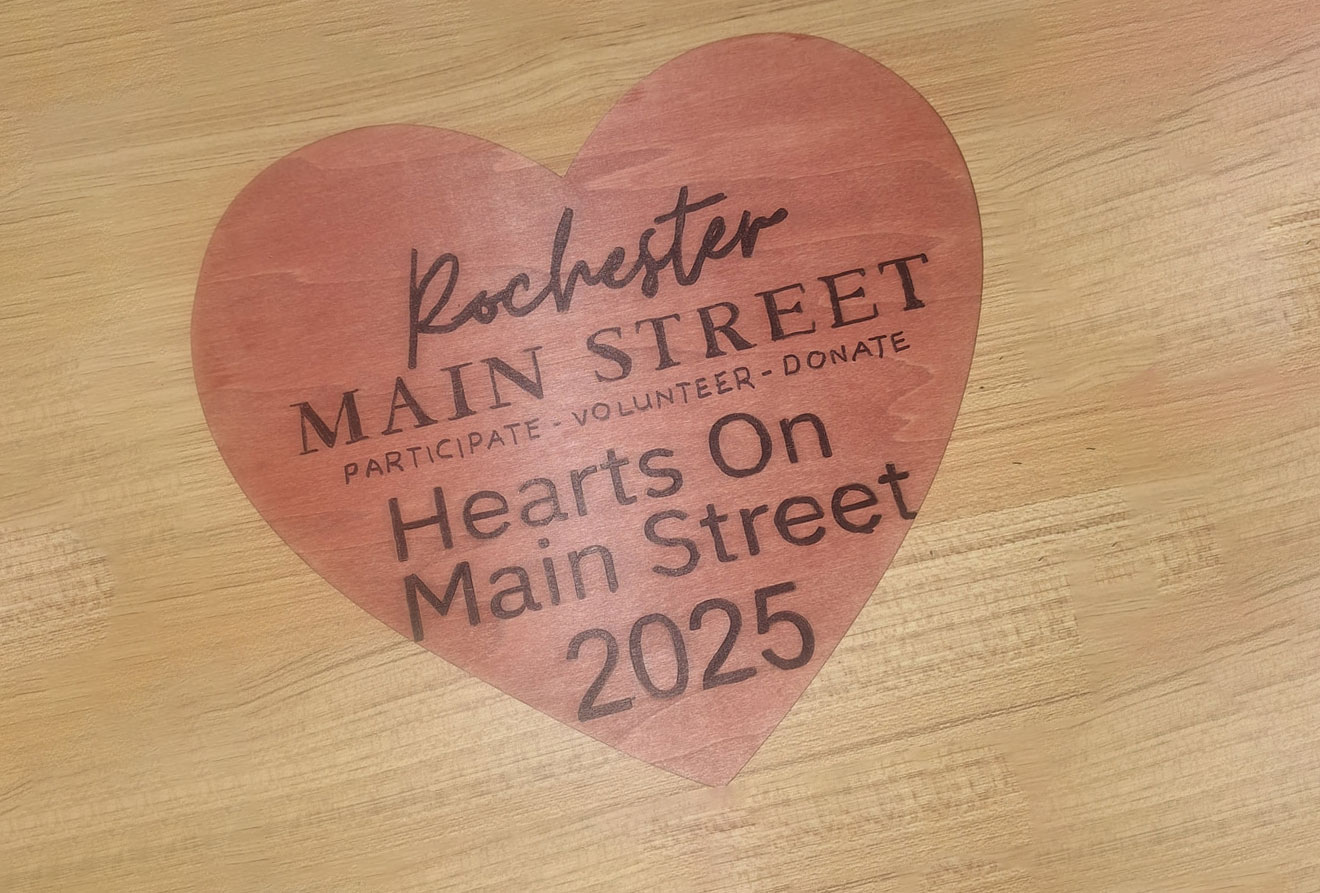 Rochester
MAIN STREET
PARTICIPATE - VOLUNTEER - DONATE
Hearts On
Main Street
2025